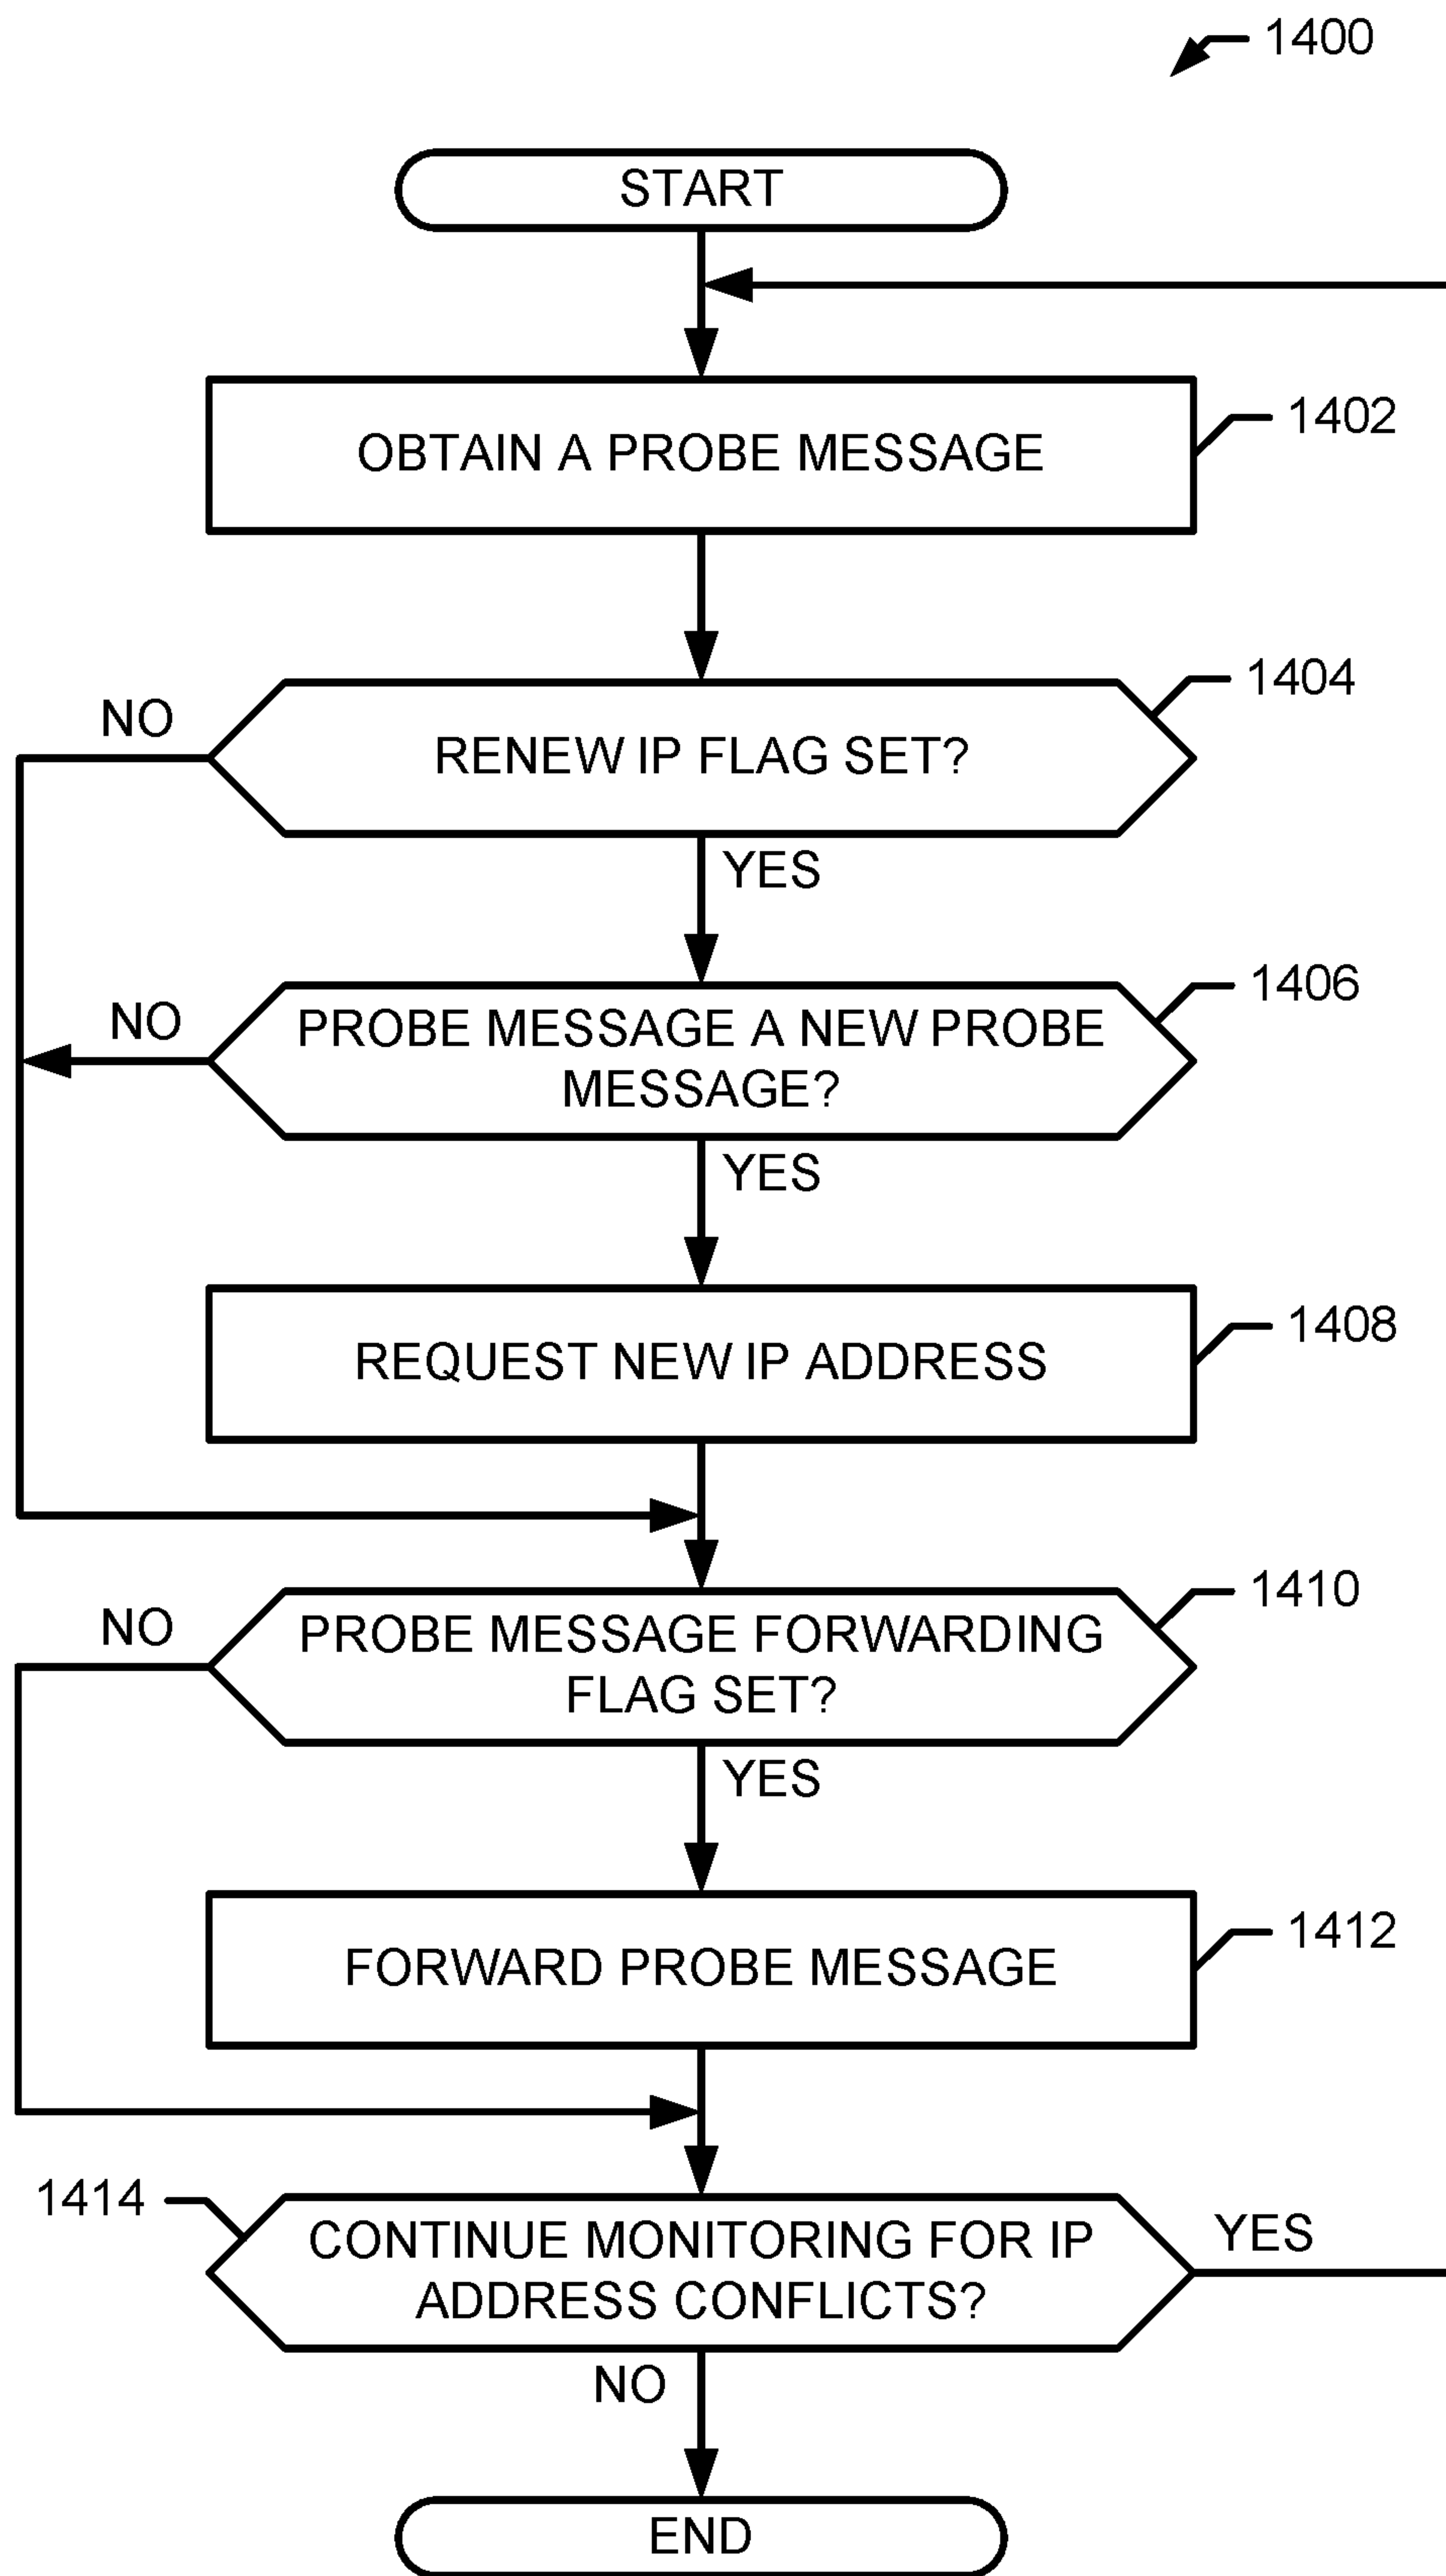 1400
START
OBTAIN A PROBE MESSAGE
1402
RENEW IP FLAG SET?
1404
NO
YES
PROBE MESSAGE A NEW PROBE
MESSAGE?
1406
NO
YES
REQUEST NEW IP ADDRESS
1408
PROBE MESSAGE FORWARDING
FLAG SET?
1410
NO
YES
FORWARD PROBE MESSAGE
1412
1414
CONTINUE MONITORING FOR IP
ADDRESS CONFLICTS?
YES
NO
END